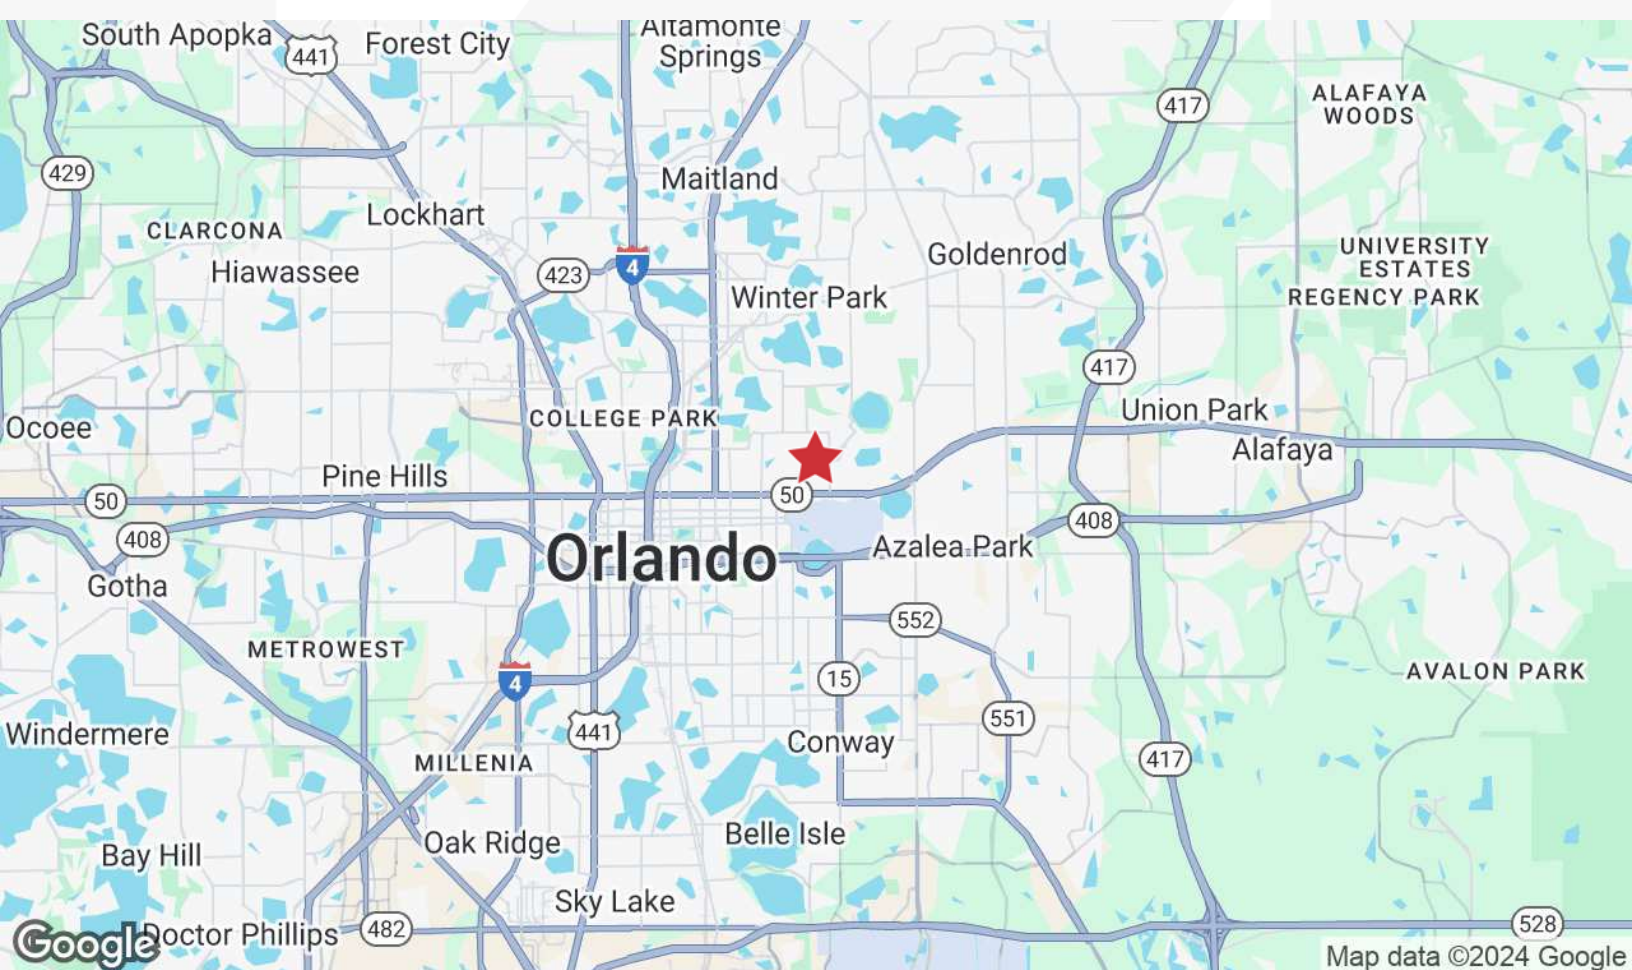 Altamonte
Springs
South Apopka
441
Forest City
ALAFAYA
WOODS
417
429
Maitland
Lockhart
CLARCONA
Hiawassee
423
4
Goldenrod
UNIVERSITY
ESTATES
REGENCY PARK
Winter Park
417
COLLEGE PARK
Union Park
Ocoee
Alafaya
Pine Hills
50
50
408
408
Orlando
Azalea Park
Gotha
552
METROWEST
4
15
AVALON PARK
Windermere
441
551
Conway
MILLENIA
417
Belle Isle
Bay Hill
Oak Ridge
Sky Lake
Google
Doctor Phillips
482
528
Map data ©2024 Google